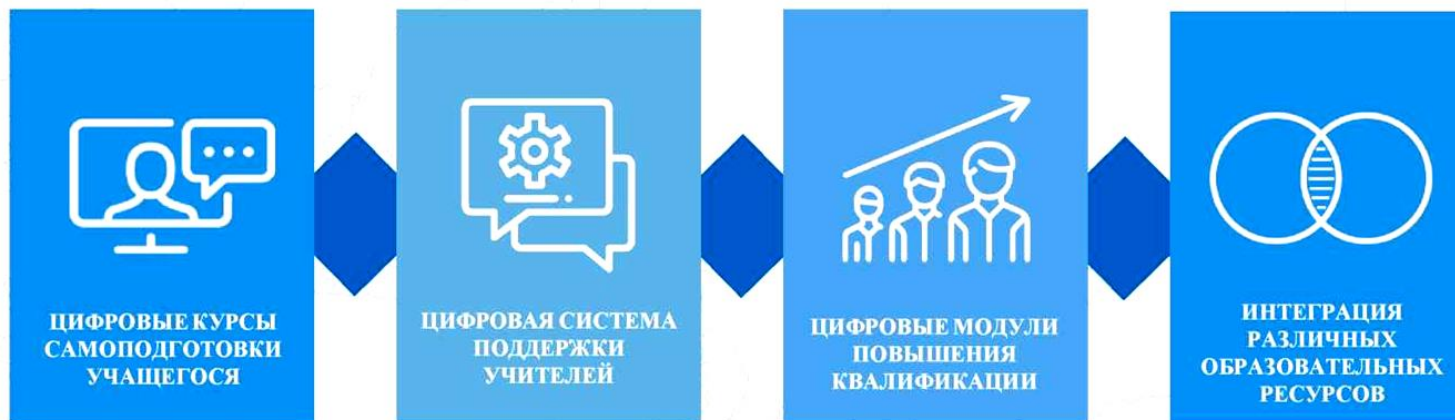 ЦИФРОВЫЕ КУРСЫ
САМОПОДГОТОВКИ
УЧАЩЕГОСЯ
ЦИФРОВАЯ СИСТЕМА
ПОДДЕРЖКИ
УЧИТЕЛЕЙ
ЦИФРОВЫЕ МОДУЛИ
ПОВЫШЕНИЯ
КВАЛИФИКАЦИИ
ИНТЕГРАЦИЯ
РАЗЛИЧНЫХ
ОБРАЗОВАТЕЛЬНЫХ
РЕСУРСОВ